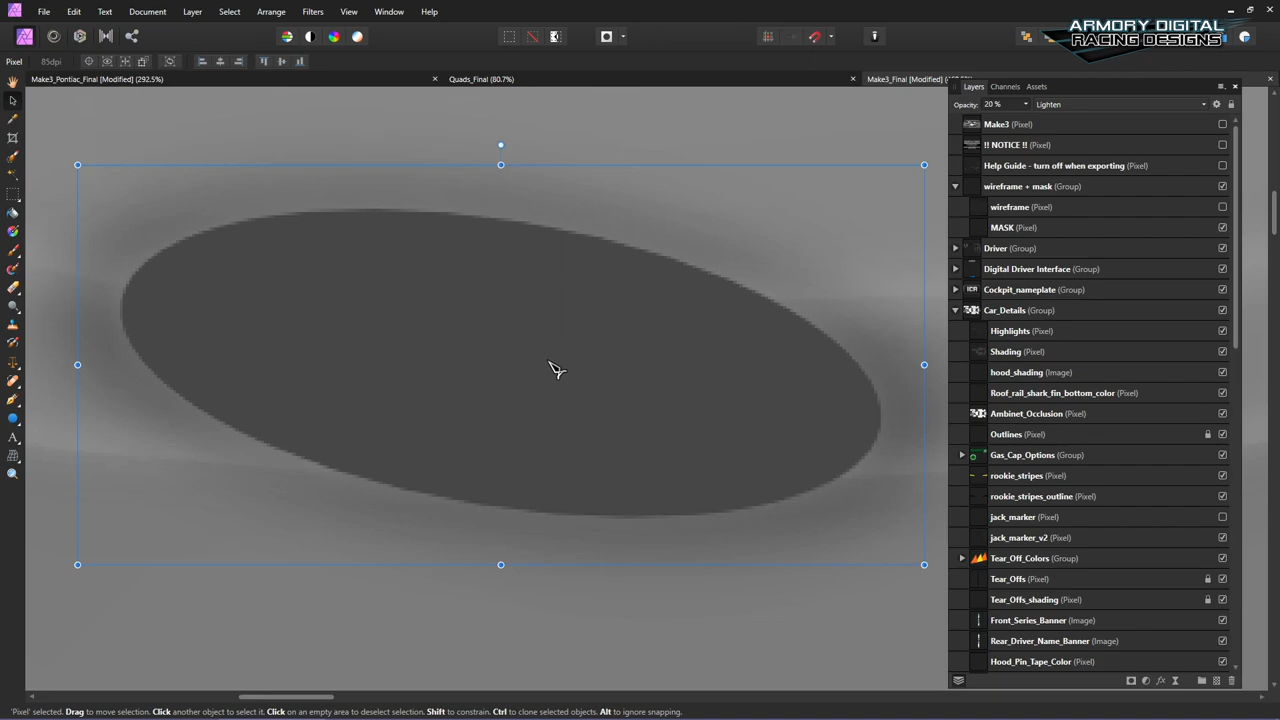 File Edit Text Document Layer Select Arrange Filters View Window Help
ARMORY DIGITAL
RACING DESIGNS
Pixel 85dpi
Make3_Pontiac_Final [Modified] (292.5%)
Quads_Final (80.7%)
Make3_Final [Modified]
Layers Channels Assets
Opacity: 20 % Lighten
Make3 (Pixel)
!! NOTICE !! (Pixel)
Help Guide - turn off when exporting (Pixel)
wireframe + mask (Group)
wireframe (Pixel)
MASK (Pixel)
Driver (Group)
Digital Driver Interface (Group)
Cockpit_nameplate (Group)
Car_Details (Group)
Highlights (Pixel)
Shading (Pixel)
hood_shading (Image)
Roof_rail_shark_fin_bottom_color (Pixel)
Ambinet_Occlusion (Pixel)
Outlines (Pixel)
Gas_Cap_Options (Group)
rookie_stripes (Pixel)
rookie_stripes_outline (Pixel)
jack_marker (Pixel)
jack_marker_v2 (Pixel)
Tear_Off_Colors (Group)
Tear_Offs (Pixel)
Tear_Offs_shading (Pixel)
Front_Series_Banner (Image)
Rear_Driver_Name_Banner (Image)
Hood_Pin_Tape_Color (Pixel)
'Pixel' selected. Drag to move selection. Click another object to select it. Click on an empty area to deselect selection. Shift to constrain. Ctrl to clone selected objects. Alt to ignore snapping.